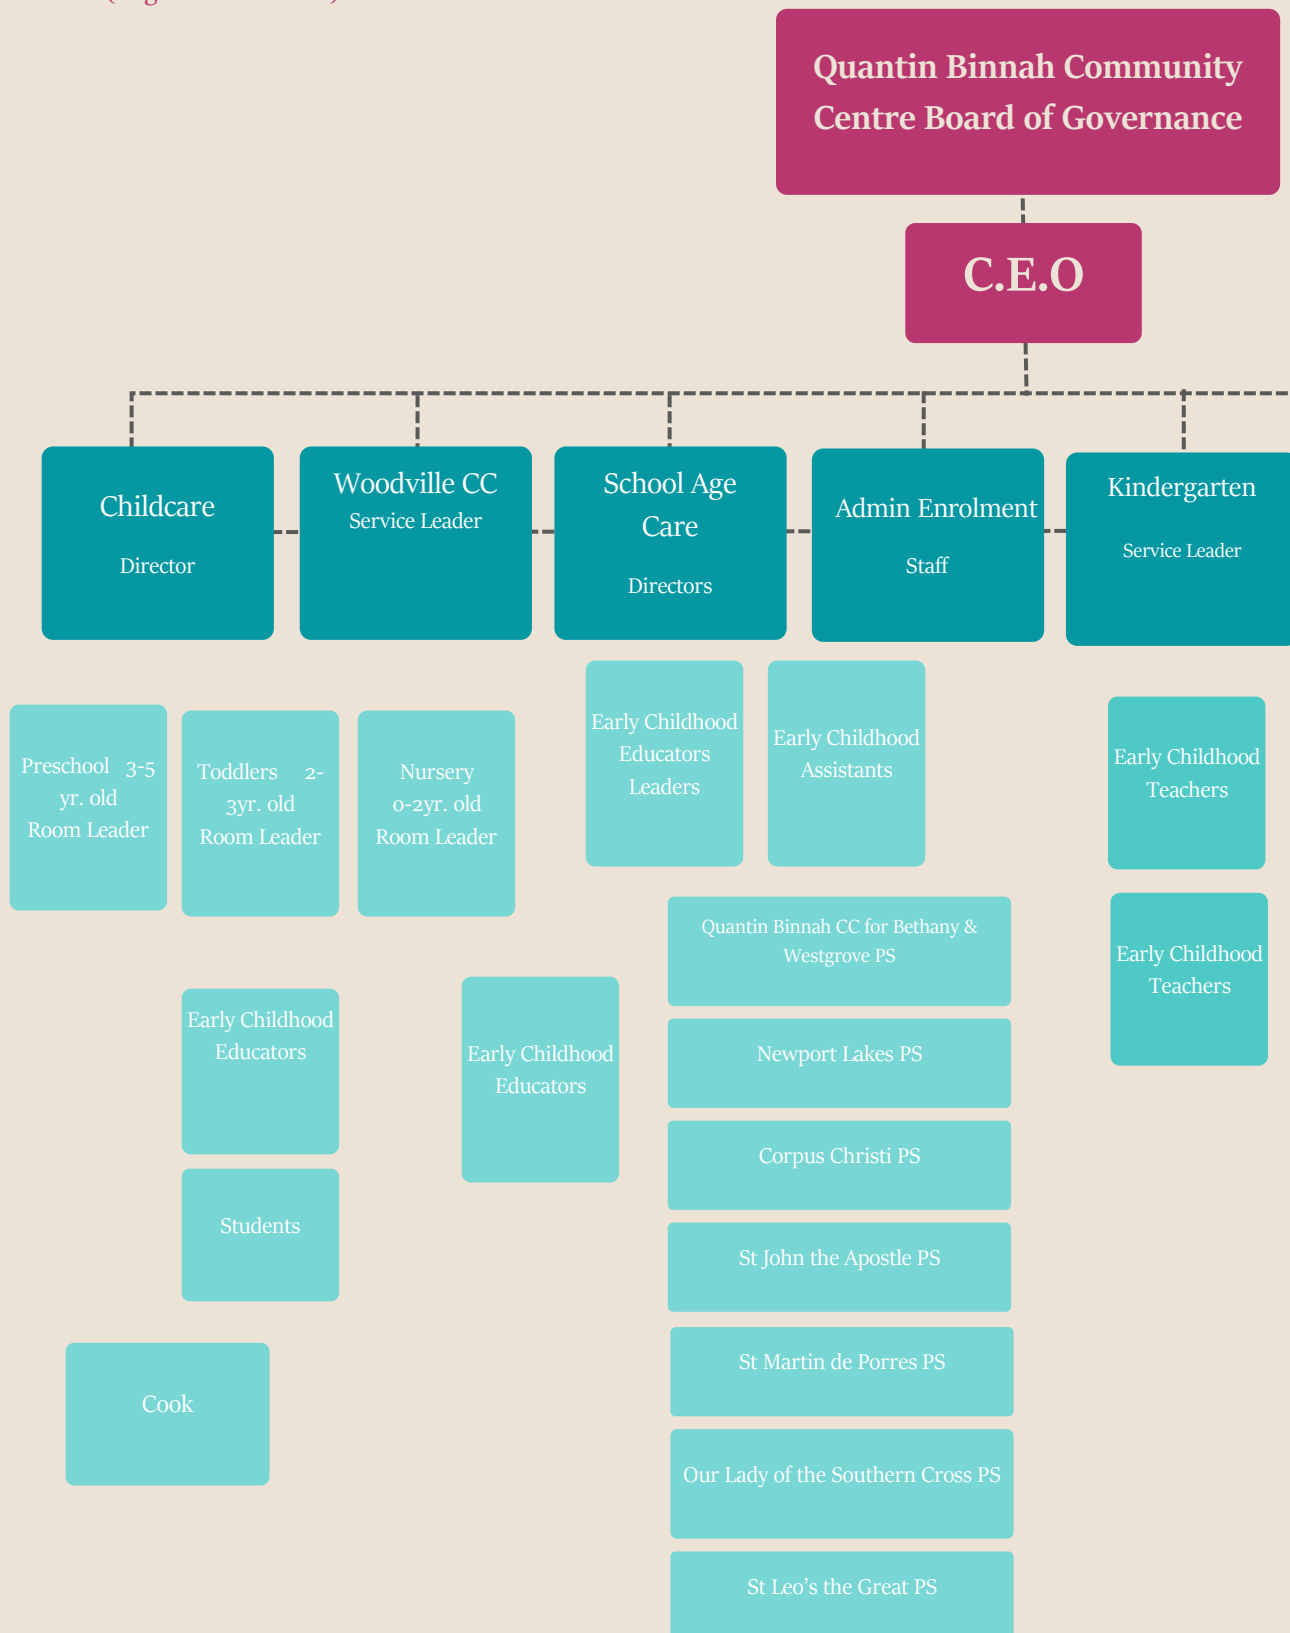 Quantin Binnah Community
Centre Board of Governance
C.E.O
Childcare
Director
Woodville CC
Service Leader
School Age
Care
Directors
Admin Enrolment
Staff
Kindergarten
Service Leader
Preschool 3-5
yr. old
Room Leader
Toddlers 2-
3yr. old
Room Leader
Nursery
0-2yr. old
Room Leader
Early Childhood
Educators
Leaders
Early Childhood
Assistants
Early Childhood
Teachers
Early Childhood
Teachers
Early Childhood
Educators
Students
Cook
Early Childhood
Educators
Quantin Binnah CC for Bethany &
Westgrove PS
Newport Lakes PS
Corpus Christi PS
St John the Apostle PS
St Martin de Porres PS
Our Lady of the Southern Cross PS
St Leo's the Great PS